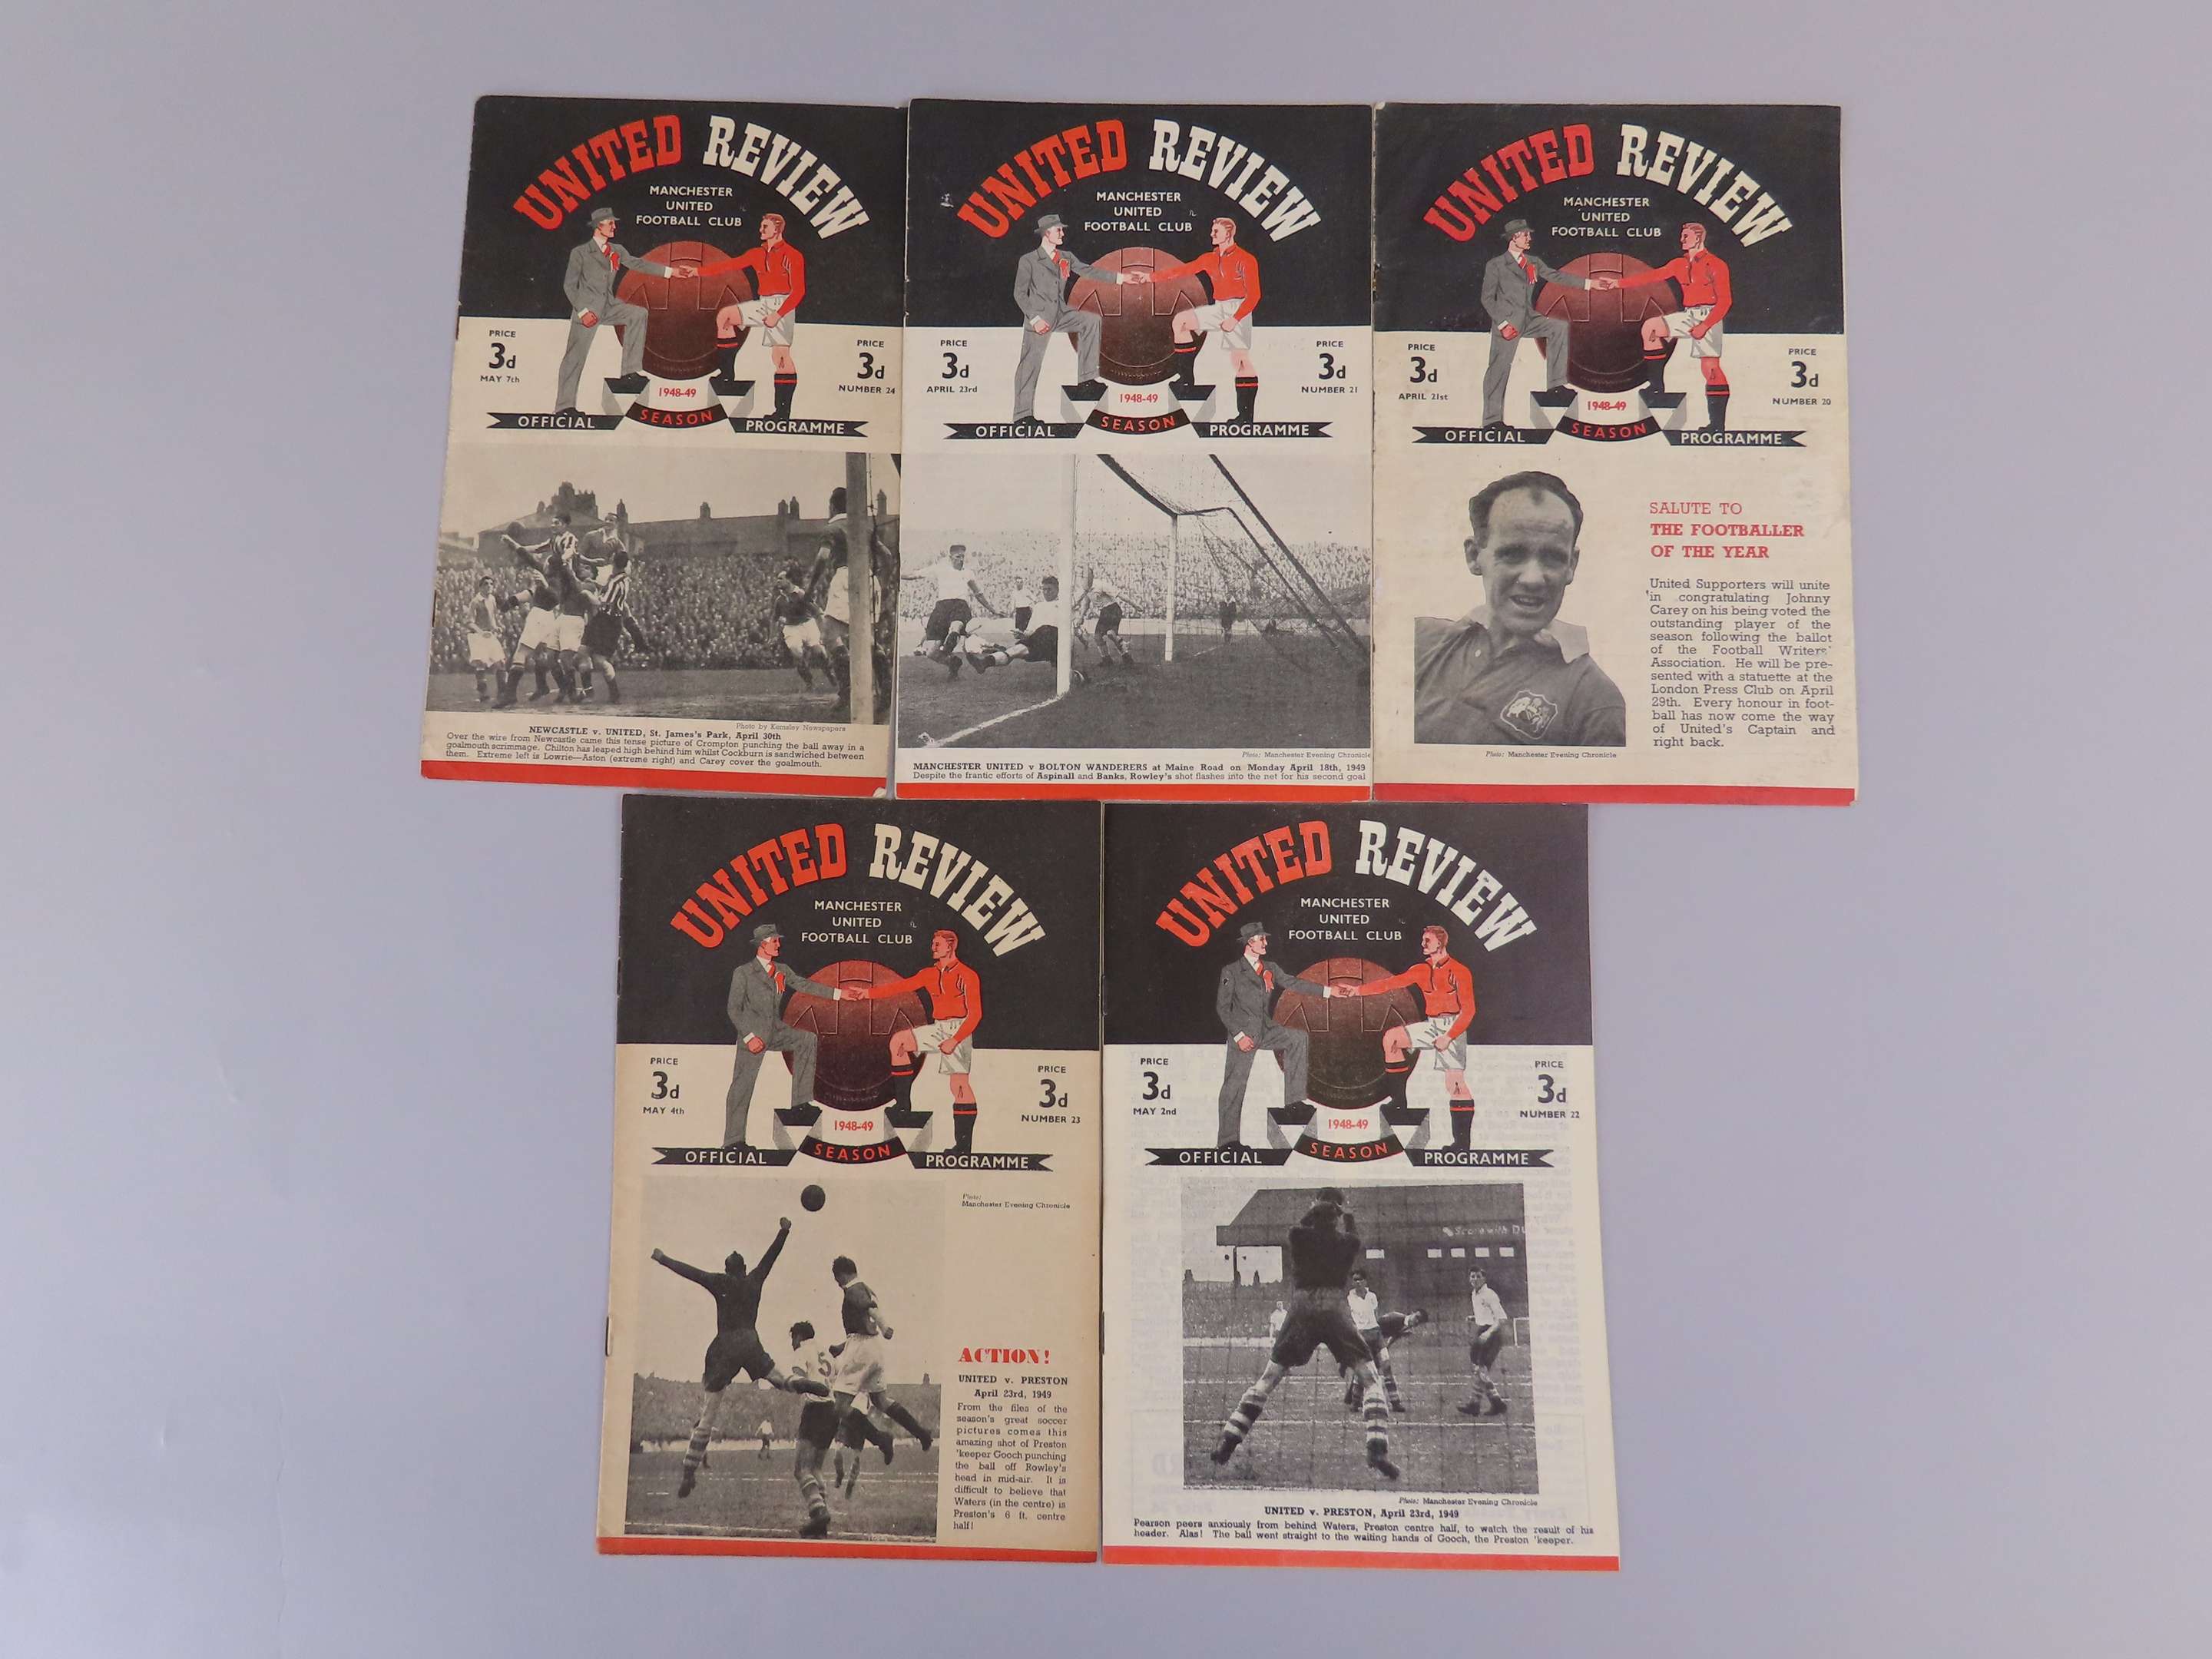 UNITED REVIEW
MANCHESTER
UNITED
FOOTBALL CLUB
PRICE
3d
MAY 7th
PRICE
3d
NUMBER 24
1948-49
OFFICIAL SEASON PROGRAMME
Photo by Kemsley Newspapers
NEWCASTLE v. UNITED, St. James's Park, April 30th
Over the wire from Newcastle came this tense picture of Crompton punching the ball away in a
goalmouth scrimmage. Chilton has leaped high behind him whilst Cockburn is sandwiched between
them. Extreme left is Lowrie—Aston (extreme right) and Carey cover the goalmouth.
UNITED REVIEW
MANCHESTER
UNITED
FOOTBALL CLUB
PRICE
3d
APRIL 23rd
PRICE
3d
NUMBER 21
1948-49
OFFICIAL SEASON PROGRAMME
Photo: Manchester Evening Chronicle
MANCHESTER UNITED v BOLTON WANDERERS at Maine Road on Monday April 18th, 1949
Despite the frantic efforts of Aspinall and Banks, Rowley's shot flashes into the net for his second goal
UNITED REVIEW
MANCHESTER
UNITED
FOOTBALL CLUB
PRICE
3d
APRIL 21st
PRICE
3d
NUMBER 20
1948-49
OFFICIAL SEASON PROGRAMME
SALUTE TO
THE FOOTBALLER
OF THE YEAR
United Supporters will unite
in congratulating Johnny
Carey on his being voted the
outstanding player of the
season following the ballot
of the Football Writers'
Association. He will be pre-
sented with a statuette at the
London Press Club on April
29th. Every honour in foot-
ball has now come the way
of United's Captain and
right back.
Photo: Manchester Evening Chronicle
UNITED REVIEW
MANCHESTER
UNITED
FOOTBALL CLUB
PRICE
3d
MAY 4th
PRICE
3d
NUMBER 23
1948-49
OFFICIAL SEASON PROGRAMME
Photo:
Manchester Evening Chronicle
5
ACTION!
UNITED v. PRESTON
April 23rd, 1949
From the files of the
season's great soccer
pictures comes this
amazing shot of Preston
'keeper Gooch punching
the ball off Rowley's
head in mid-air. It is
difficult to believe that
Waters (in the centre) is
Preston's 6 ft. centre
half!
UNITED REVIEW
MANCHESTER
UNITED
FOOTBALL CLUB
PRICE
3d
MAY 2nd
PRICE
3d
NUMBER 22
1948-49
OFFICIAL SEASON PROGRAMME
Photo: Manchester Evening Chronicle
UNITED v. PRESTON, April 23rd, 1949
Pearson peers anxiously from behind Waters, Preston centre half, to watch the result of his
header. Alas! The ball went straight to the waiting hands of Gooch, the Preston 'keeper.